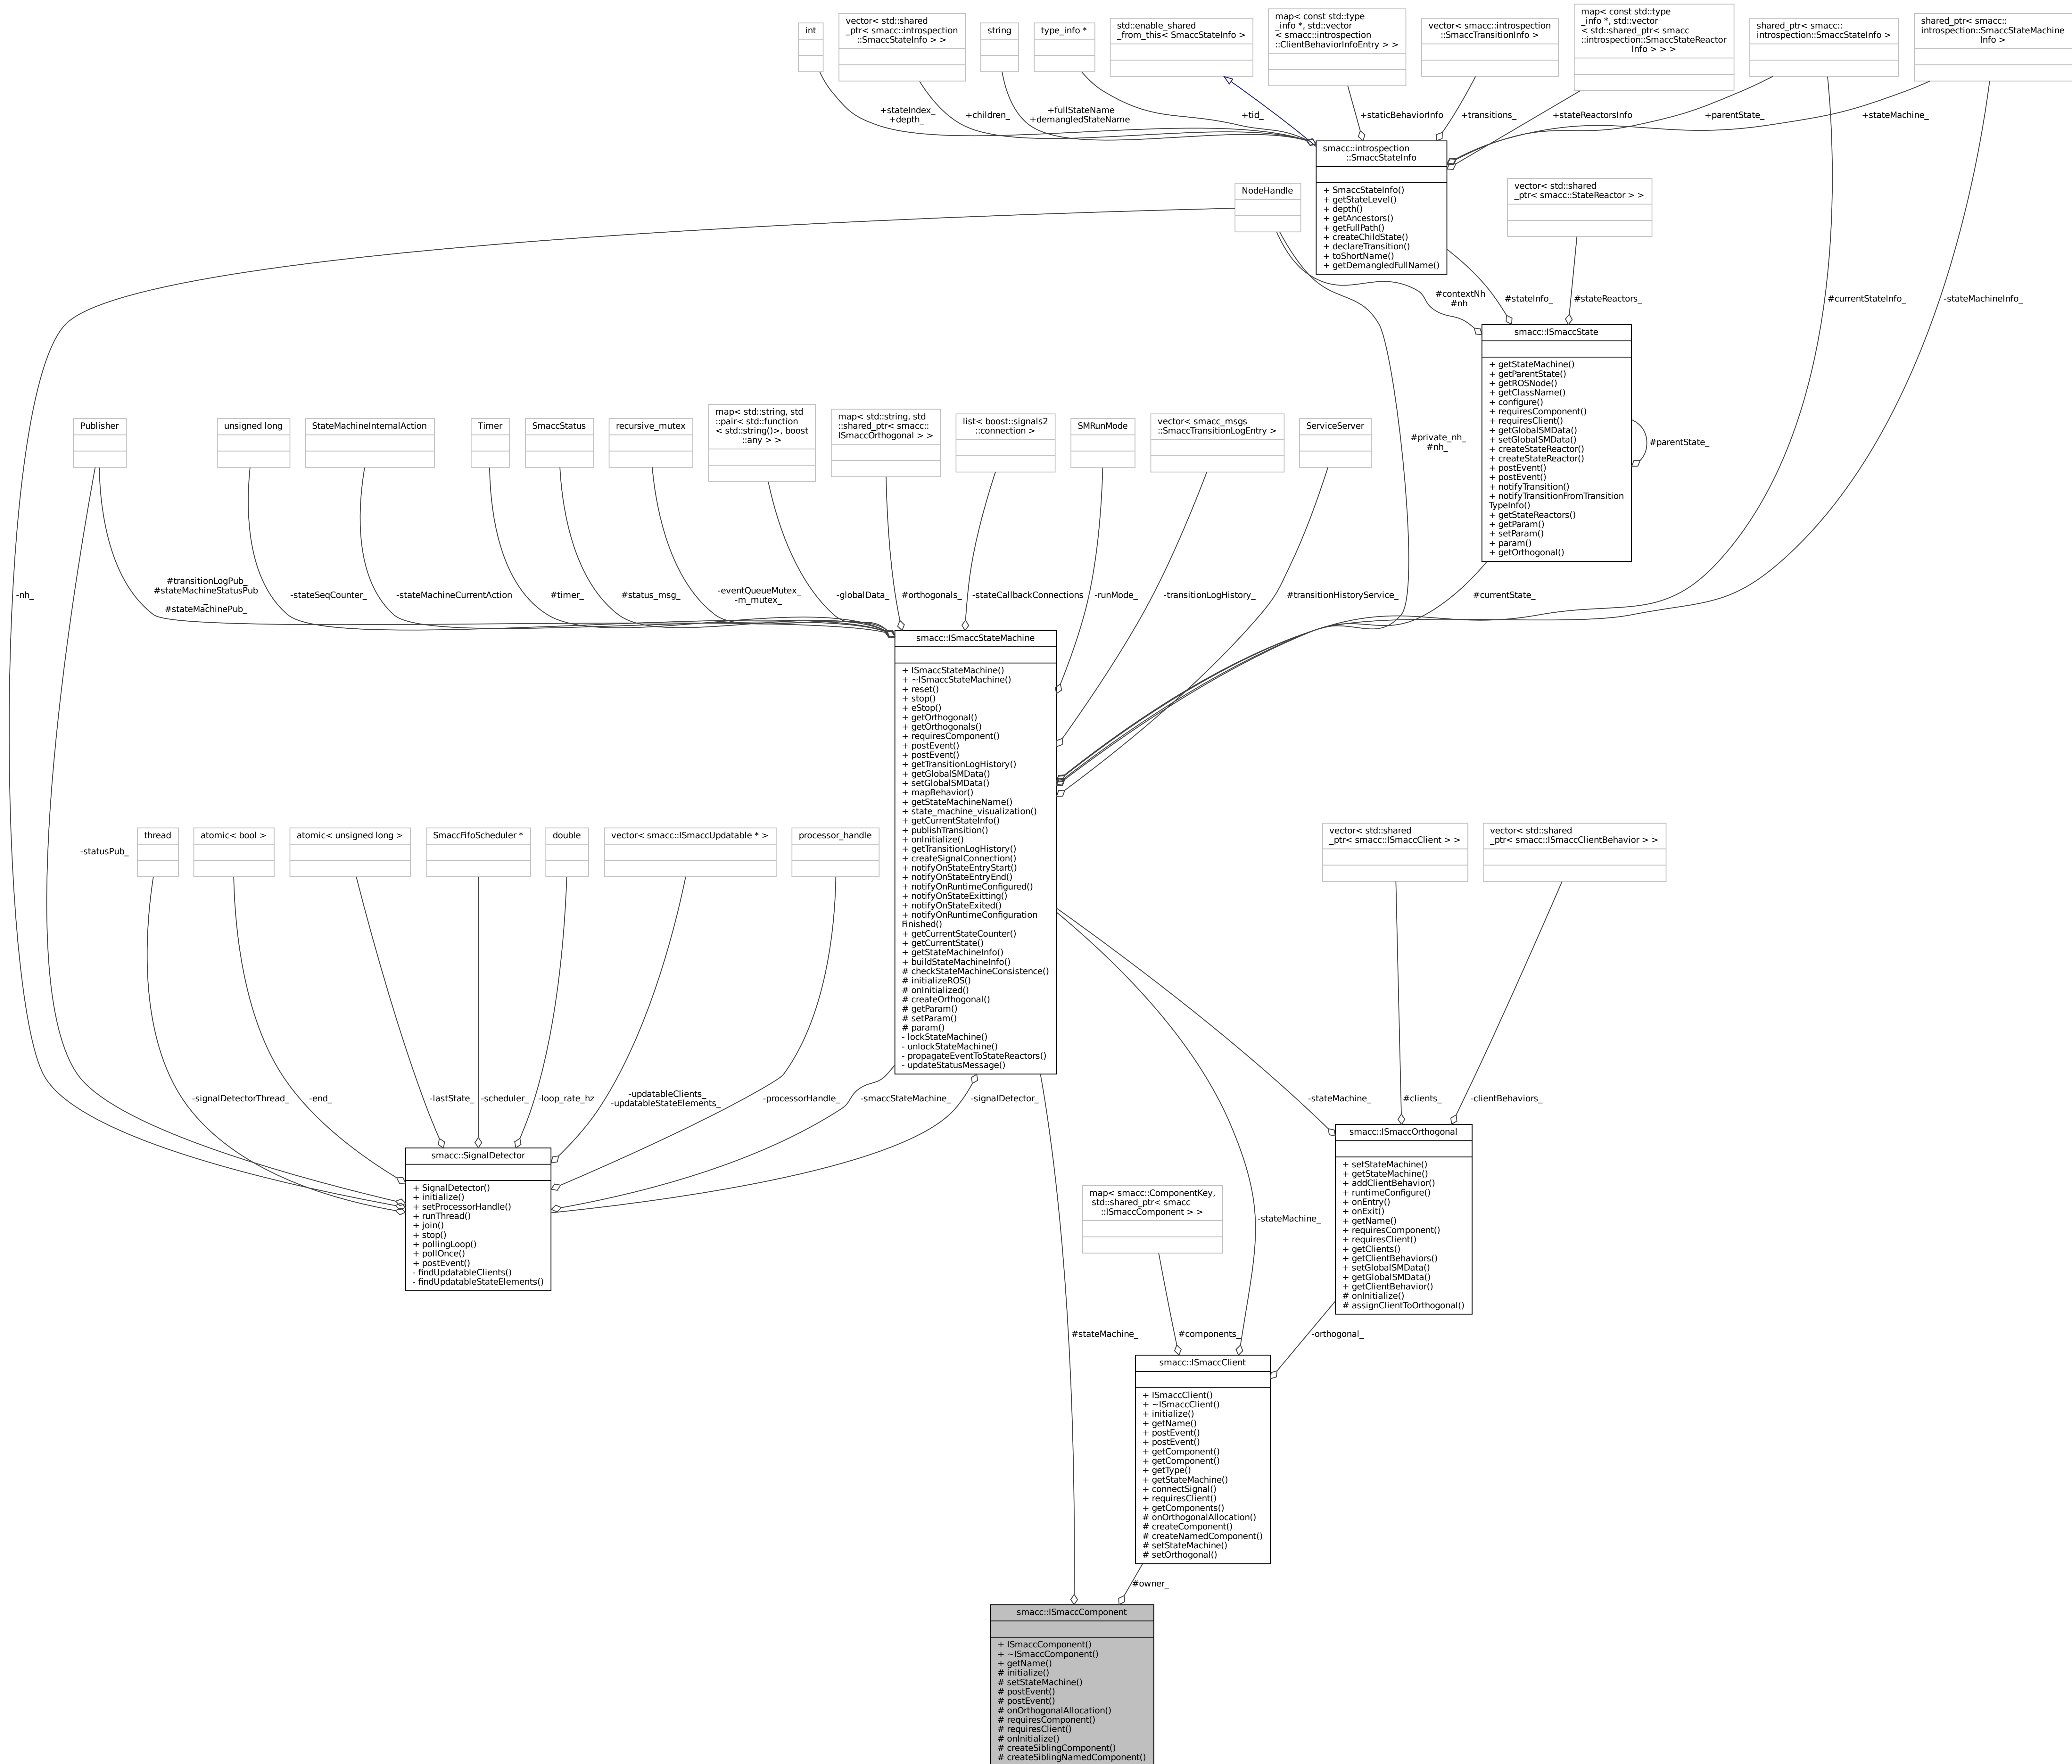 int
vector< std::shared
_ptr< smacc::introspection
::SmaccStateInfo > >
string
type_info *
std::enable_shared
_from_this< SmaccStateInfo >
map< const std::type
_info *, std::vector
< smacc::introspection
::ClientBehaviorInfoEntry > >
vector< smacc::introspection
::SmaccTransitionInfo >
map< const std::type
_info *, std::vector
< std::shared_ptr< smacc
::introspection::SmaccStateReactor
Info > > >
shared_ptr< smacc::
introspection::SmaccStateInfo >
shared_ptr< smacc::
introspection::SmaccStateMachine
Info >
+stateIndex_
+depth_
+children_
+fullStateName
+demangledStateName
+tid_
+staticBehaviorInfo
+transitions_
+stateReactorsInfo
+parentState_
+stateMachine_
smacc::introspection
::SmaccStateInfo
+ SmaccStateInfo()
+ getStateLevel()
+ depth()
+ getAncestors()
+ getFullPath()
+ createChildState()
+ declareTransition()
+ toShortName()
+ getDemangledFullName()
NodeHandle
vector< std::shared
_ptr< smacc::StateReactor > >
#contextNh
#nh
#stateInfo_
#stateReactors_
#currentStateInfo_
-stateMachineInfo_
smacc::ISmaccState
+ getStateMachine()
+ getParentState()
+ getROSNode()
+ getClassName()
+ configure()
+ requiresComponent()
+ requiresClient()
+ getGlobalSMData()
+ setGlobalSMData()
+ createStateReactor()
+ createStateReactor()
+ postEvent()
+ postEvent()
+ notifyTransition()
+ notifyTransitionFromTransition
TypeInfo()
+ getStateReactors()
+ getParam()
+ setParam()
+ param()
+ getOrthogonal()
#parentState_
Publisher
unsigned long
StateMachineInternalAction
Timer
SmaccStatus
recursive_mutex
map< std::string, std
::pair< std::function
< std::string()>, boost
::any > >
map< std::string, std
::shared_ptr< smacc::
ISmaccOrthogonal > >
list< boost::signals2
::connection >
SMRunMode
vector< smacc_msgs
::SmaccTransitionLogEntry >
ServiceServer
#private_nh_
#nh_
-nh_
#transitionLogPub_
#stateMachineStatusPub
_
#stateMachinePub_
-stateSeqCounter_
-stateMachineCurrentAction
#timer_
#status_msg_
-eventQueueMutex_
-m_mutex_
-globalData_
#orthogonals_
-stateCallbackConnections
-runMode_
-transitionLogHistory_
#transitionHistoryService_
#currentState_
smacc::ISmaccStateMachine
+ ISmaccStateMachine()
+ ~ISmaccStateMachine()
+ reset()
+ stop()
+ eStop()
+ getOrthogonal()
+ getOrthogonals()
+ requiresComponent()
+ postEvent()
+ postEvent()
+ getTransitionLogHistory()
+ getGlobalSMData()
+ setGlobalSMData()
+ mapBehavior()
+ getStateMachineName()
+ state_machine_visualization()
+ getCurrentStateInfo()
+ publishTransition()
+ onInitialize()
+ getTransitionLogHistory()
+ createSignalConnection()
+ notifyOnStateEntryStart()
+ notifyOnStateEntryEnd()
+ notifyOnRuntimeConfigured()
+ notifyOnStateExitting()
+ notifyOnStateExited()
+ notifyOnRuntimeConfiguration
Finished()
+ getCurrentStateCounter()
+ getCurrentState()
+ getStateMachineInfo()
+ buildStateMachineInfo()
# checkStateMachineConsistence()
# initializeROS()
# onInitialized()
# createOrthogonal()
# getParam()
# setParam()
# param()
- lockStateMachine()
- unlockStateMachine()
- propagateEventToStateReactors()
- updateStatusMessage()
-statusPub_
thread
atomic< bool >
atomic< unsigned long >
SmaccFifoScheduler *
double
vector< smacc::ISmaccUpdatable * >
processor_handle
vector< std::shared
_ptr< smacc::ISmaccClient > >
vector< std::shared
_ptr< smacc::ISmaccClientBehavior > >
-signalDetectorThread_
-end_
-lastState_
-scheduler_
-loop_rate_hz
-updatableClients_
-updatableStateElements_
-processorHandle_
-smaccStateMachine_
-signalDetector_
-stateMachine_
#clients_
-clientBehaviors_
smacc::SignalDetector
+ SignalDetector()
+ initialize()
+ setProcessorHandle()
+ runThread()
+ join()
+ stop()
+ pollingLoop()
+ pollOnce()
+ postEvent()
- findUpdatableClients()
- findUpdatableStateElements()
smacc::ISmaccOrthogonal
+ setStateMachine()
+ getStateMachine()
+ addClientBehavior()
+ runtimeConfigure()
+ onEntry()
+ onExit()
+ getName()
+ requiresComponent()
+ requiresClient()
+ getClients()
+ getClientBehaviors()
+ setGlobalSMData()
+ getGlobalSMData()
+ getClientBehavior()
# onInitialize()
# assignClientToOrthogonal()
map< smacc::ComponentKey,
std::shared_ptr< smacc
::ISmaccComponent > >
-stateMachine_
#stateMachine_
#components_
-orthogonal_
smacc::ISmaccClient
+ ISmaccClient()
+ ~ISmaccClient()
+ initialize()
+ getName()
+ postEvent()
+ postEvent()
+ getComponent()
+ getComponent()
+ getType()
+ getStateMachine()
+ connectSignal()
+ requiresClient()
+ getComponents()
# onOrthogonalAllocation()
# createComponent()
# createNamedComponent()
# setStateMachine()
# setOrthogonal()
#owner_
smacc::ISmaccComponent
+ ISmaccComponent()
+ ~ISmaccComponent()
+ getName()
# initialize()
# setStateMachine()
# postEvent()
# postEvent()
# onOrthogonalAllocation()
# requiresComponent()
# requiresClient()
# onInitialize()
# createSiblingComponent()
# createSiblingNamedComponent()